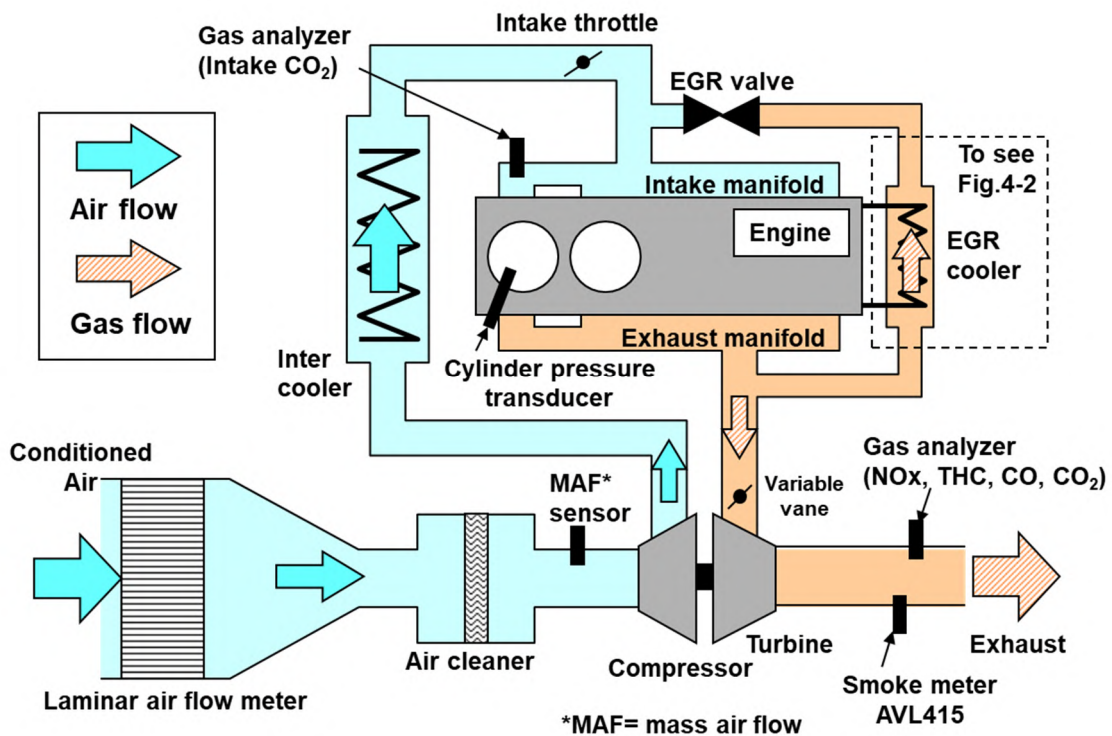 Intake throttle
Gas analyzer
(Intake CO₂)
EGR valve
Air flow
Gas flow
To see
Fig.4-2
Intake manifold
Engine
EGR
cooler
Exhaust manifold
Inter
cooler
Cylinder pressure
transducer
Conditioned
Air
MAF*
sensor
Variable
vane
Gas analyzer
(NOx, THC, CO, CO₂)
Air cleaner
Compressor
Turbine
Exhaust
Laminar air flow meter
Smoke meter
AVL415
*MAF= mass air flow